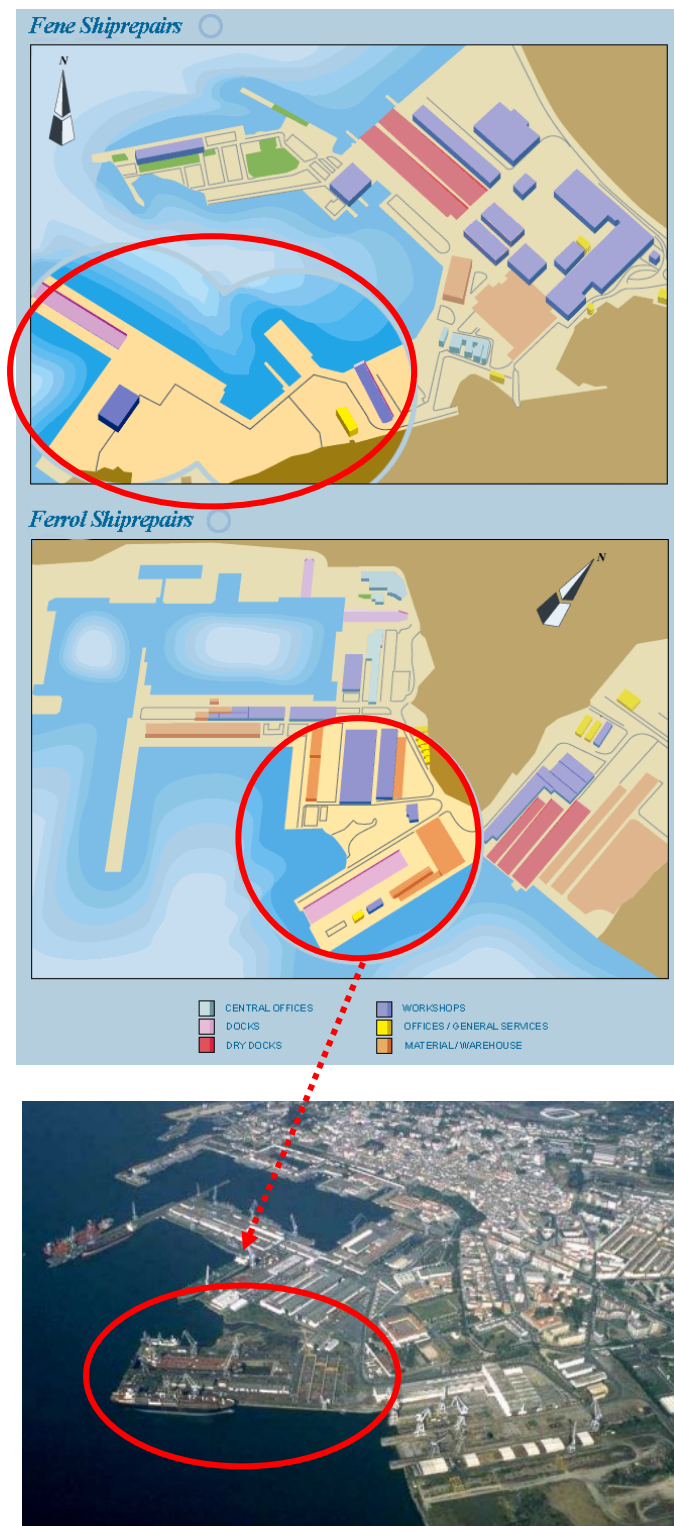 Fene Shiprepairs
N
Ferrol Shiprepairs
N
CENTRAL OFFICES
DOCKS
DRY DOCKS
WORKSHOPS
OFFICES / GENERAL SERVICES
MATERIAL / WAREHOUSE